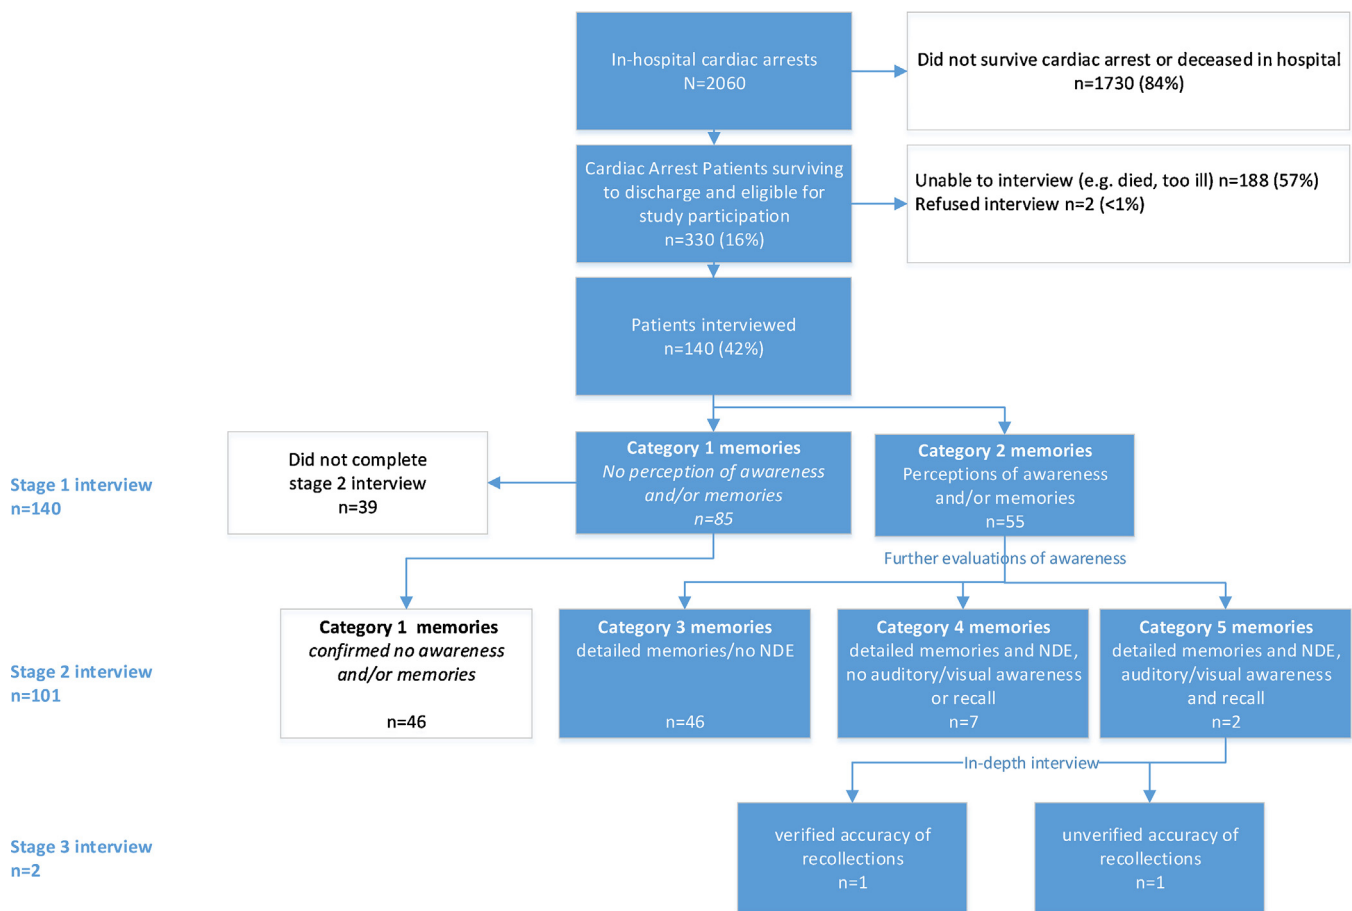 In-hospital cardiac arrests
N=2060
Did not survive cardiac arrest or deceased in hospital
n=1730 (84%)
Cardiac Arrest Patients surviving
to discharge and eligible for
study participation
n=330 (16%)
Unable to interview (e.g. died, too ill) n=188 (57%)
Refused interview n=2 (<1%)
Patients interviewed
n=140 (42%)
Stage 1 interview
n=140
Did not complete
stage 2 interview
n=39
Category 1 memories
No perception of awareness
and/or memories
n=85
Category 2 memories
Perceptions of awareness
and/or memories
n=55
Further evaluations of awareness
Stage 2 interview
n=101
Category 1 memories
confirmed no awareness
and/or memories
n=46
Category 3 memories
detailed memories/no NDE
n=46
Category 4 memories
detailed memories and NDE,
no auditory/visual awareness
or recall
n=7
Category 5 memories
detailed memories and NDE,
auditory/visual awareness
and recall
n=2
In-depth interview
Stage 3 interview
n=2
verified accuracy of
recollections
n=1
unverified accuracy of
recollections
n=1